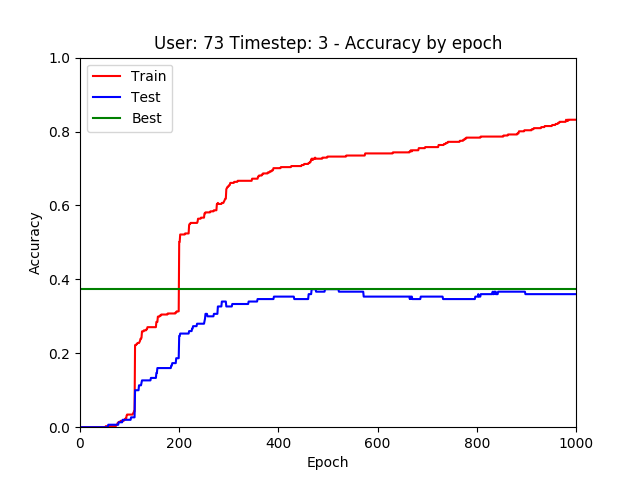 User: 73 Timestep: 3 - Accuracy by epoch
Train
Test
Best
Accuracy
1.0
0.8
0.6
0.4
0.2
0.0
0 200 400 600 800 1000
Epoch